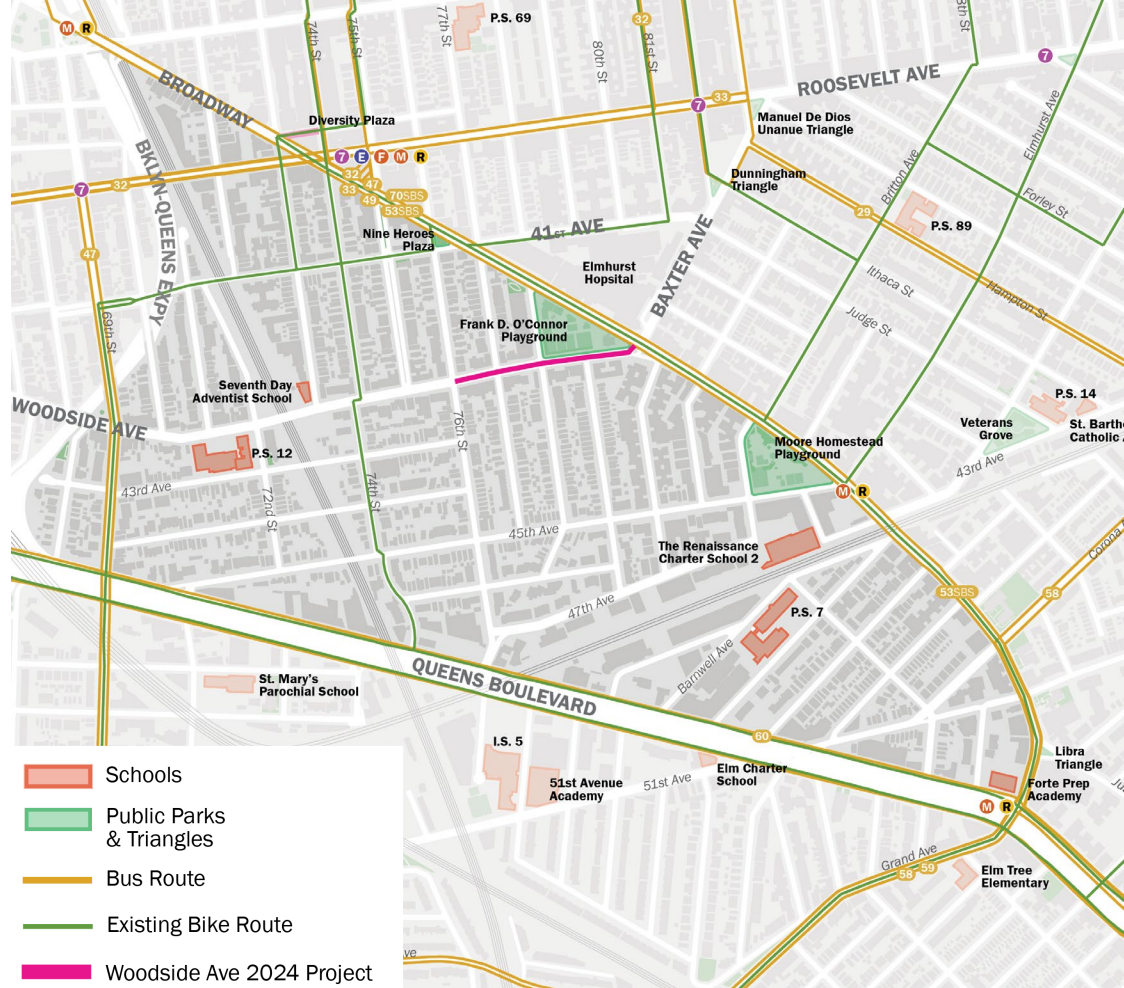 P.S. 69
77th St
74th St
75th St
80th St
32
81st St
8th St
M R
7
BROADWAY
ROOSEVELT AVE
33
7
Diversity Plaza
Manuel De Dios
Unanue Triangle
Elmhurst Ave
BKLYN-QUEENS EXPY
7 E F M R
32
47
33
49
70SBS
53SBS
7
32
Dunningham
Triangle
Britton Ave
Forley St
29
P.S. 89
Nine Heroes
Plaza
41ST AVE
BAXTER AVE
47
Elmhurst
Hopsital
Ithaca St
Hampton St
Judge St
69th St
Frank D. O'Connor
Playground
Seventh Day
Adventist School
WOODSIDE AVE
P.S. 14
St. Barth
Catholic
Veterans
Grove
76th St
Moore Homestead
Playground
P.S. 12
43rd Ave
43rd Ave
72nd St
74th St
M R
45th Ave
The Renaissance
Charter School 2
Corona
47th Ave
53SBS
58
P.S. 7
Barnwell Ave
QUEENS BOULEVARD
St. Mary's
Parochial School
60
I.S. 5
Libra
Triangle
51st Avenue
Academy
51st Ave
Elm Charter
School
Forte Prep
Academy
M R
Grand Ave
58
59
Elm Tree
Elementary
ve
Schools
Public Parks
& Triangles
Bus Route
Existing Bike Route
Woodside Ave 2024 Project